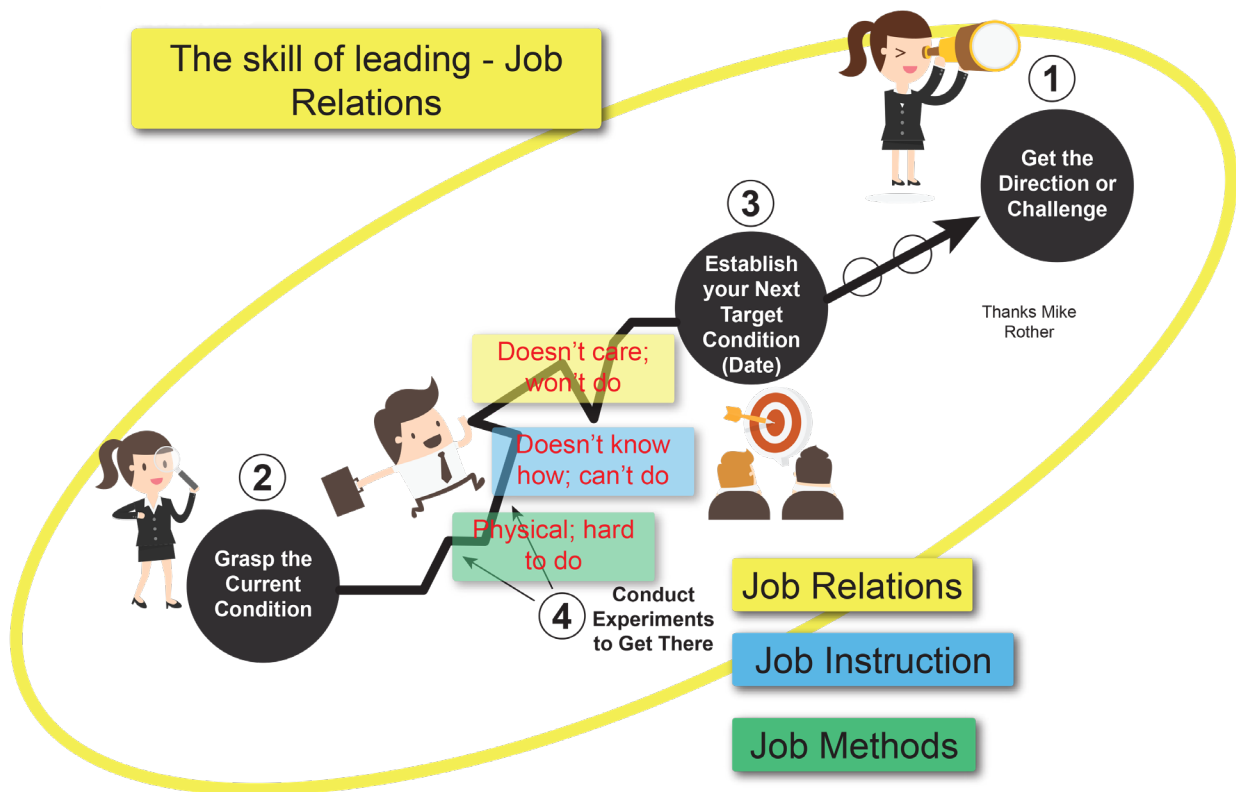 The skill of leading - Job
Relations
1
Get the
Direction or
Challenge
3
Establish
your Next
Target
Condition
(Date)
Thanks Mike
Rother
Doesn’t care;
won’t do
Doesn’t know
how; can’t do
2
Grasp the
Current
Condition
Physical; hard
to do
4
Conduct
Experiments
to Get There
Job Relations
Job Instruction
Job Methods